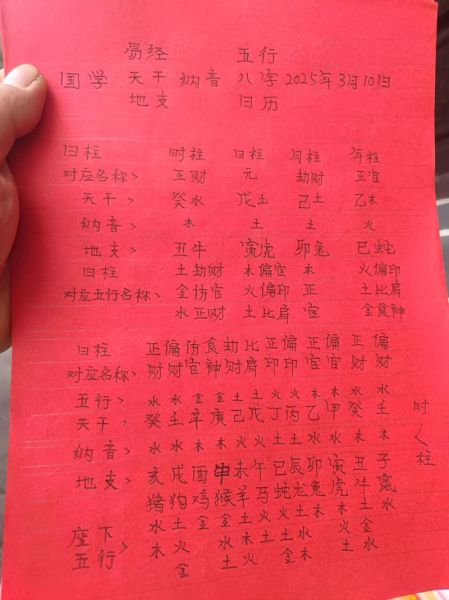 易经 五行
国学 天干 纳音 八字 2025年3月10日
地支 日历
日柱 时柱 日柱 月柱 年柱
对应名称> 正财 元 劫财 正官
天干> 癸水 戊土 己土 乙木
纳音> 木 土 土 火
地支> 丑牛 寅虎 卯兔 巳蛇
日柱 土劫财 木偏官 木 火偏印
对应五行名称> 金伤官 火偏印 正 土比肩
水正财 土比肩 官 金食神
日柱 正偏伤食劫比正偏正偏正偏
对应名称> 财财官神财肩印印官官财财
五行> 水水金金土土火火木木水水
天干> 癸壬辛庚己戊丁丙乙甲癸壬
时人柱
纳音> 水水木木火火土土水水木木
地支> 亥戌酉申未午巳辰卯寅丑子
猪狗鸡猴羊马蛇龙兔虎牛鼠
水土金金土火火土木木土水
座下 五行> 木火 水木土土水 火金
金 土火 金木 土水